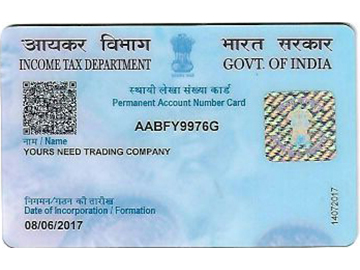 आयकर विभाग
INCOME TAX DEPARTMENT
भारत सरकार
GOVT. OF INDIA
स्थायी लेखा संख्या कार्ड
Permanent Account Number Card
AABFY9976G
नाम / Name
YOURS NEED TRADING COMPANY
निगमन/गठन की तारीख
Date of Incorporation / Formation
08/06/2017
14072017